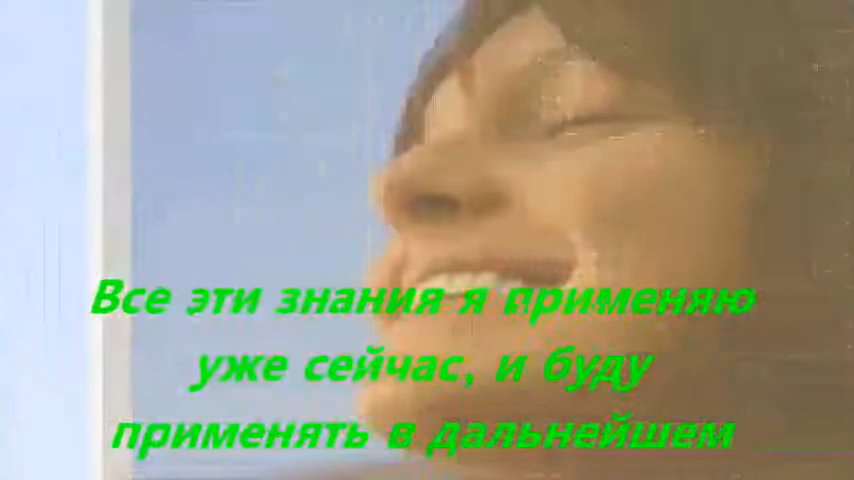 Все эти знания я применяю
уже сейчас, и буду
применять в дальнейшем